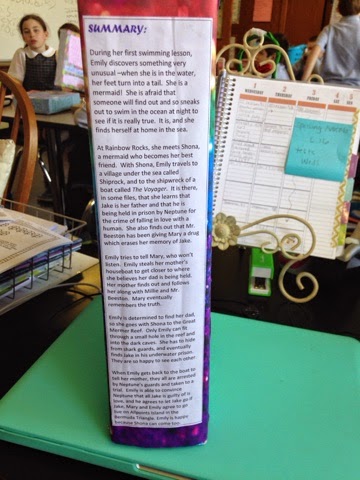 SUMMARY:
During her first swimming lesson,
Emily discovers something very
unusual –when she is in the water,
her feet turn into a tail. She is a
mermaid! She is afraid that
someone will find out and so sneaks
out to swim in the ocean at night to
see if it is really true. It is, and she
finds herself at home in the sea.
At Rainbow Rocks, she meets Shona,
a mermaid who becomes her best
friend. With Shona, Emily travels to
a village under the sea called
Shiprock, and to the shipwreck of a
boat called The Voyager. It is there,
in some files, that she learns that
Jake is her father and that he is
being held in prison by Neptune for
the crime of falling in love with a
human. She also finds out that Mr.
Beeston has been giving Mary a drug
which erases her memory of Jake.
Emily tries to tell Mary, who won't
listen. Emily steals her mother's
houseboat to get closer to where
she believes her dad is being held.
Her mother finds out and follows
her along with Millie and Mr.
Beeston. Mary eventually
remembers the truth.
Emily is determined to find her dad,
so she goes with Shona to the Great
Mermer Reef. Only Emily can fit
through a small hole in the reef and
into the dark caves. She has to hide
from shark guards, and eventually
finds Jake in his underwater prison.
They are so happy to see each other.
When Emily gets back to the boat to
tell her mother, they all are arrested
by Neptune's guards and taken to a
trial. Emily is able to convince
Neptune that all Jake is guilty of is
love, and he agrees to let Jake go if
Jake, Mary and Emily agree to go
live on Allpoints Island in the
Bermuda Triangle. Emily is happy
because Shona can come too.
WEDNESDAY
THURSDAY
FRIDAY